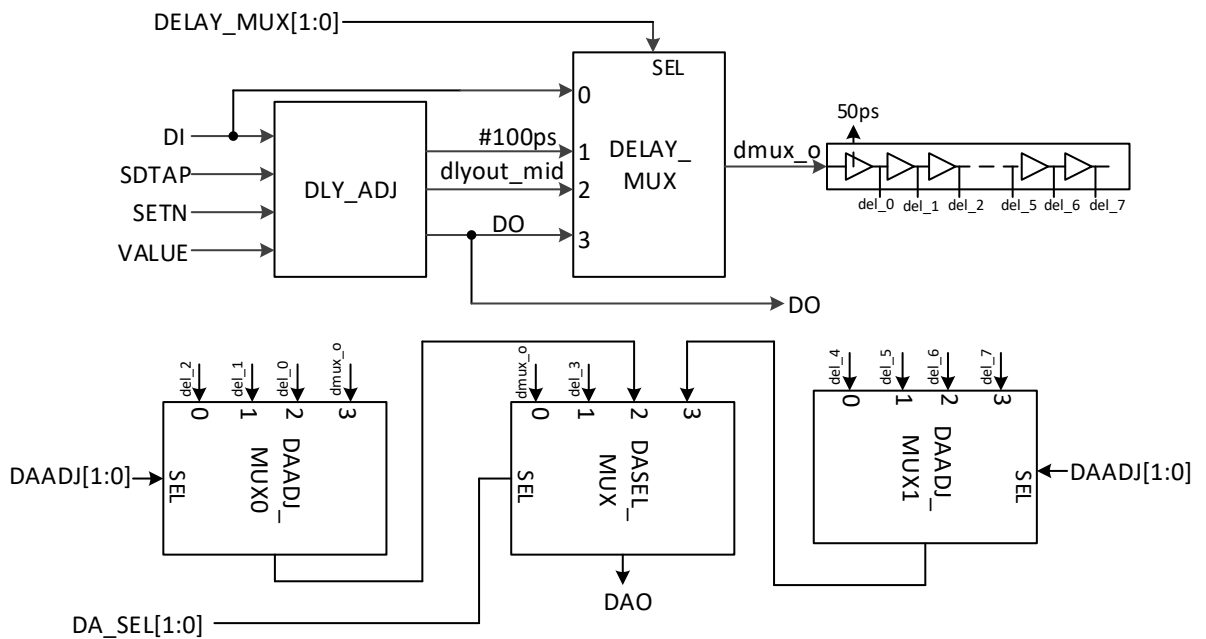 DELAY_MUX[1:0]
SEL
0
DI
50ps
#100ps
1
DELAY_
MUX
dmux_o
SDTAP
DLY_ADJ
dlyout_mid
2
del_0
del_1
del_2
del_5
del_6
del_7
SETN
DO
3
VALUE
DO
del_2
del_1
del_0
dmux_o
0
1
2
3
DAADJ_
MUX0
SEL
DAADJ[1:0]
dmux_o
del_3
0
1
2
3
DASEL_
MUX
SEL
DAO
del_4
del_5
del_6
del_7
0
1
2
3
DAADJ_
MUX1
SEL
DAADJ[1:0]
DA_SEL[1:0]